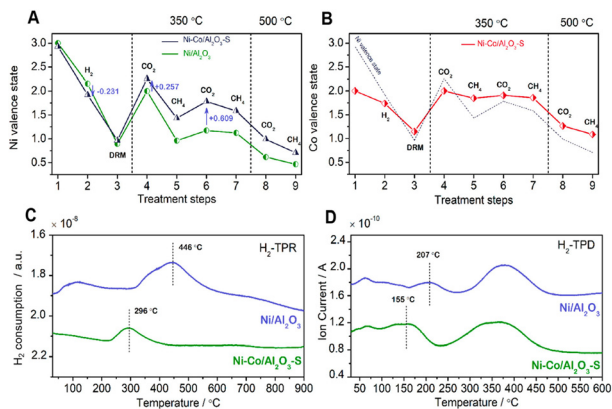 A
350 °C
500 °C
Ni-Co/Al₂O₃-S
Ni/Al₂O₃
Ni valence state
3.0
2.5
2.0
1.5
1.0
0.5
H₂
-0.231
DRM
CO₂
+0.257
CH₄
CO₂
+0.609
CH₄
CO₂
CH₄
1 2 3 4 5 6 7 8 9
Treatment steps
B
350 °C
500 °C
Ni-Co/Al₂O₃-S
Co valence state
3.0
2.5
2.0
1.5
1.0
0.5
Ni valence state
H₂
DRM
CO₂
CH₄
CO₂
CH₄
CO₂
CH₄
1 2 3 4 5 6 7 8 9
Treatment steps
C
× 10⁻⁸
H₂-TPR
H₂ consumption / a.u.
1.8
2.0
2.2
446 °C
Ni/Al₂O₃
296 °C
Ni-Co/Al₂O₃-S
100 200 300 400 500 600 700 800 900
Temperature / °C
D
× 10⁻¹⁰
H₂-TPD
Ion Current / A
2.0
1.6
1.2
0.8
207 °C
Ni/Al₂O₃
155 °C
Ni-Co/Al₂O₃-S
50 100 150 200 250 300 350 400 450 500 550 600
Temperature / °C